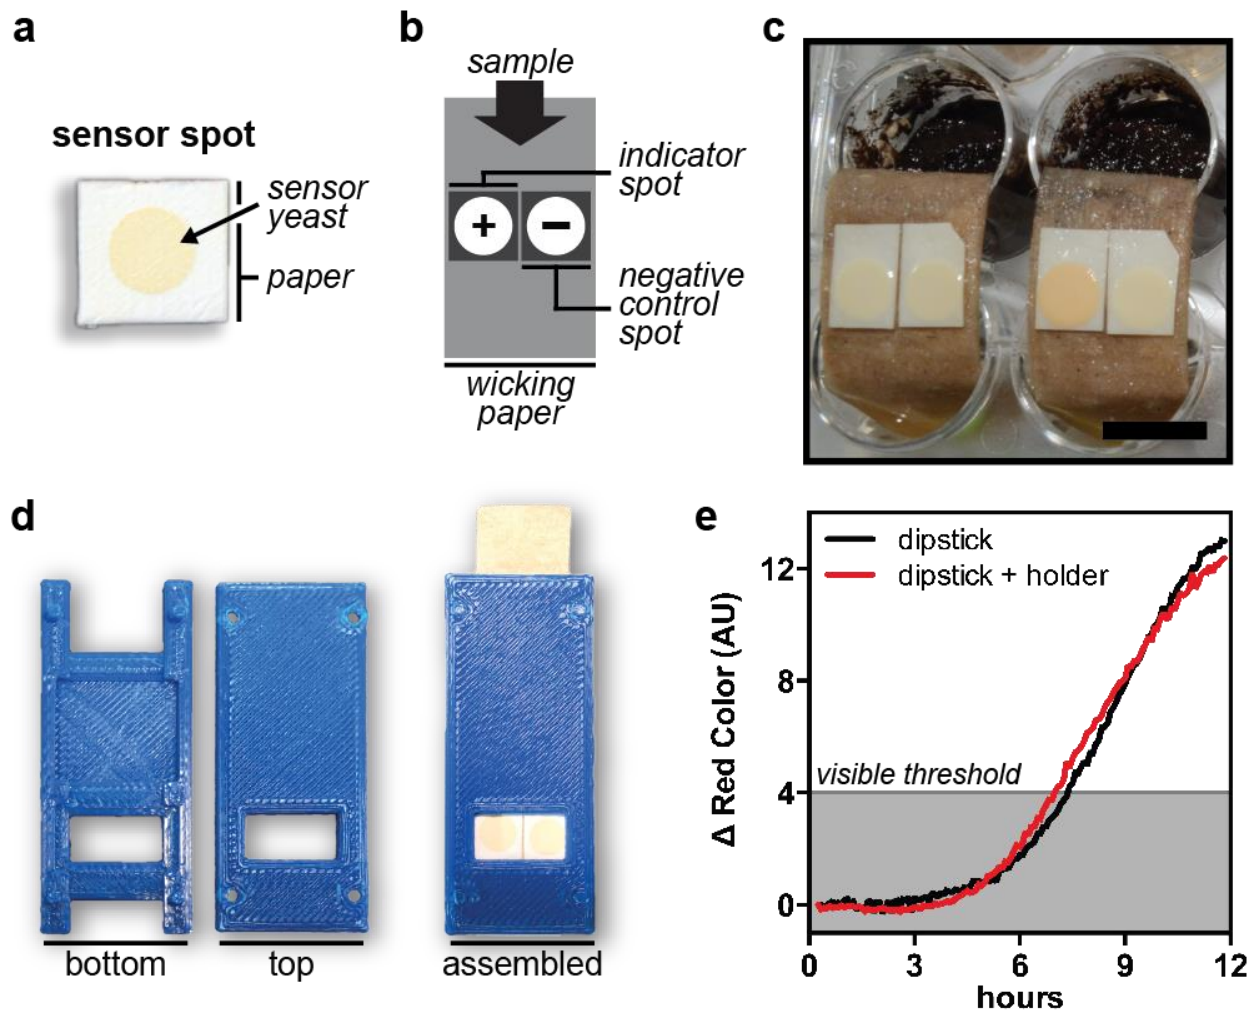 a
sensor spot
sensor
yeast
paper
b
sample
indicator
spot
+
−
negative
control
spot
wicking
paper
c
d
bottom
top
assembled
e
dipstick
dipstick + holder
visible threshold
Δ Red Color (AU)
12
8
4
0
0 3 6 9 12
hours